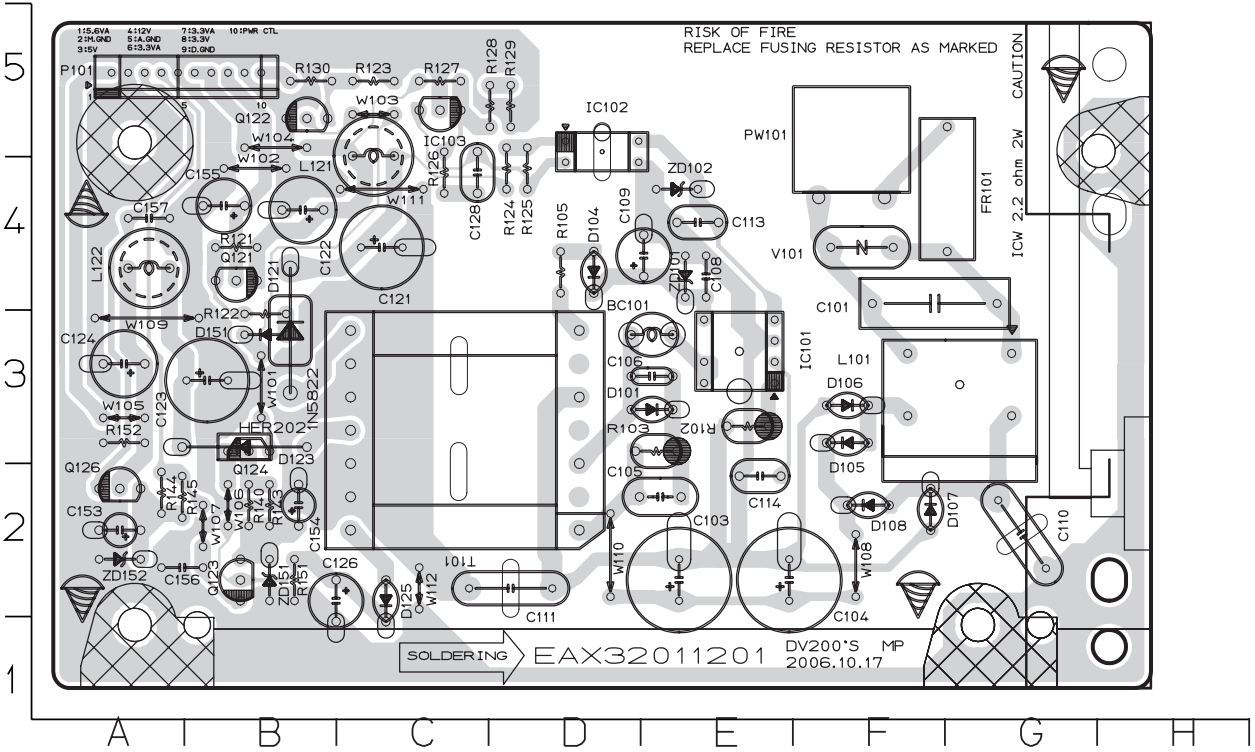 1:5.6VA 4:12V 7:3.3VA 10:PWR CTL
2:M.GND 5:A.GND 8:3.3V
3:5V 6:3.3VA 9:D.GND
RISK OF FIRE
REPLACE FUSING RESISTOR AS MARKED
CAUTION
ICW 2.2 ohm 2W
5
P101
1
5
10
R130
R123
R127
R128
R129
Q122
W103
IC103
IC102
PW101
W104
W102
L121
R126
FR101
C155
W111
C128
R124
R125
ZD102
C109
C113
4
C157
R121
Q121
C122
R105
D104
V101
L122
D121
C121
ZD101
C108
C101
W109
R122
D151
BC101
IC101
C124
L101
3
C106
D106
W101
1N5822
D101
W105
C123
HER202
R103
R102
R152
D123
D105
Q126
Q124
C105
C114
R144
R145
W107
W106
R140
R143
C153
C154
C103
D108
D107
C110
2
ZD152
C156
Q123
ZD151
R151
C126
D125
W112
T101
W110
W108
C111
C104
1
SOLDERING
EAX32011201
DV200'S MP
2006.10.17
A B C D E F G H